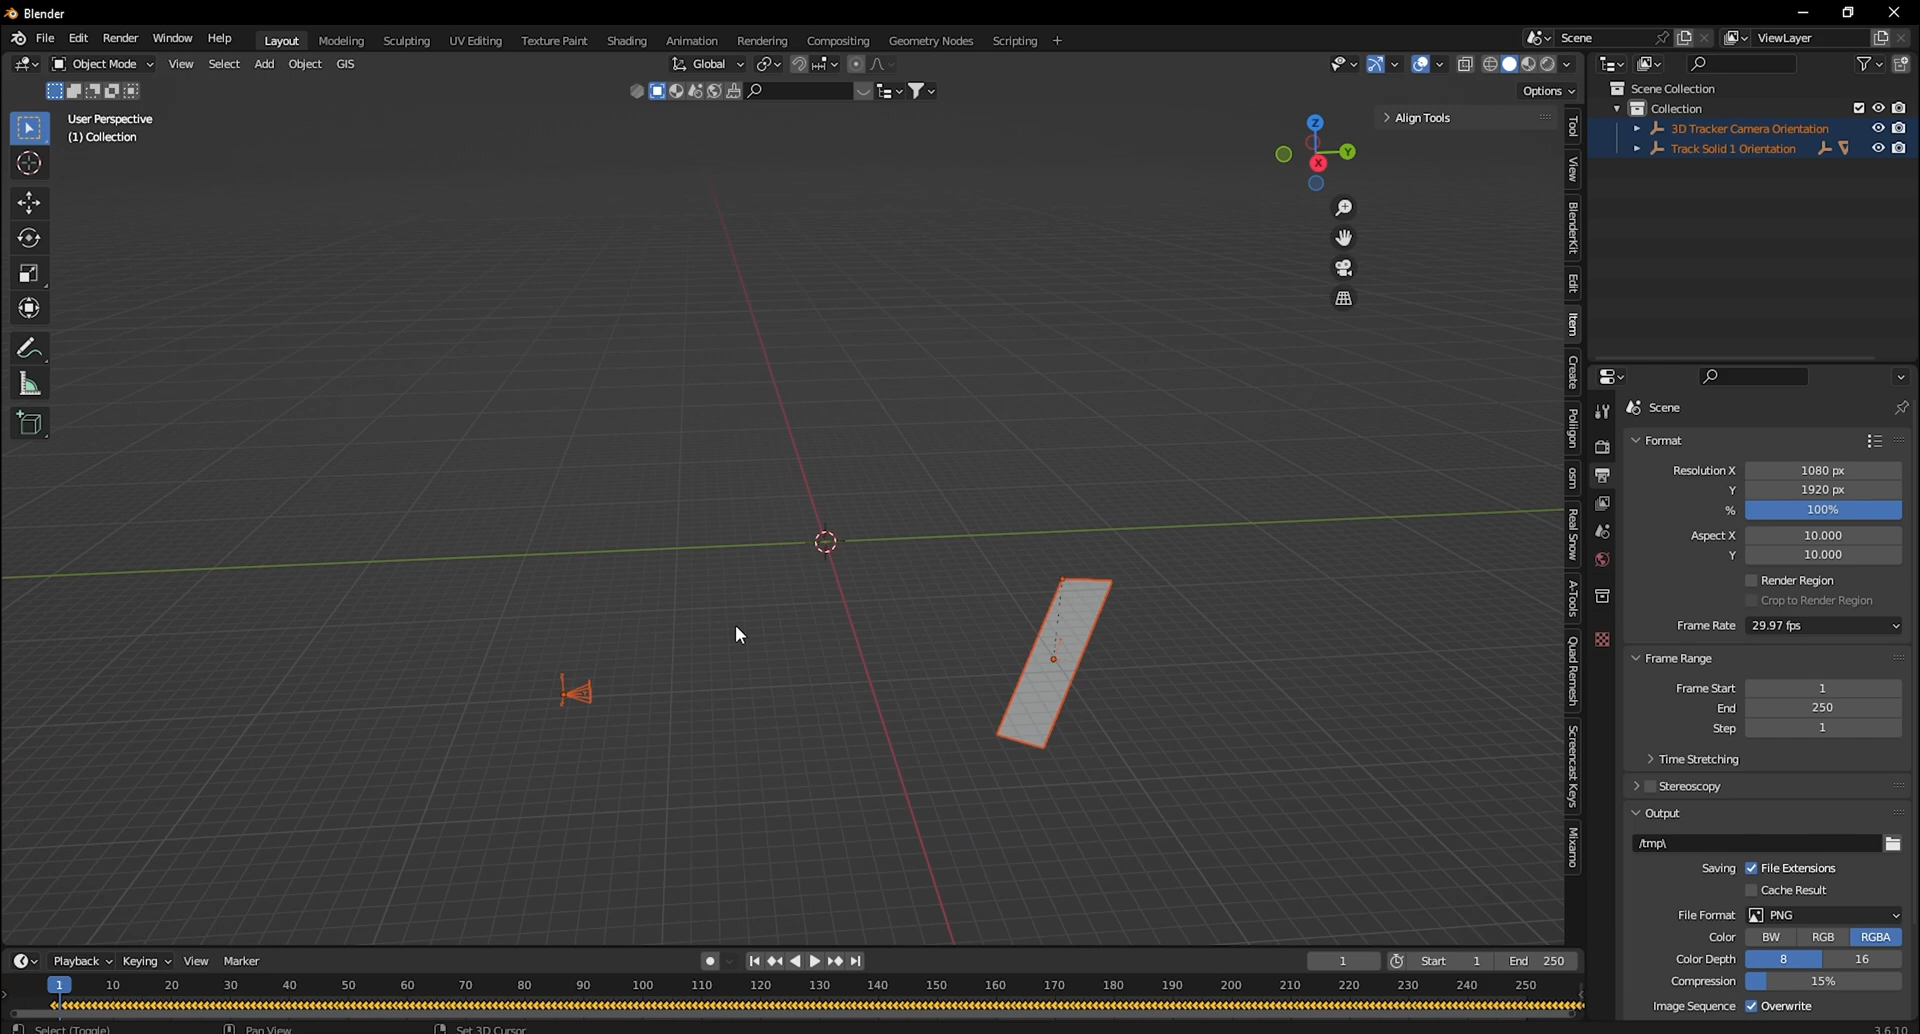 Blender
File Edit Render Window Help Layout Modeling Sculpting UV Editing Texture Paint Shading Animation Rendering Compositing Geometry Nodes Scripting + Scene ViewLayer
Object Mode View Select Add Object GIS Global
Options
User Perspective
(1) Collection
Align Tools
Z
Y
X
Tool
View
BlenderKit
Edit
Item
Create
Poliigon
osm
Real Snow
A-Tools
Quad Remesh
Screencast Keys
Mixamo
Scene Collection
Collection
3D Tracker Camera Orientation
Track Solid 1 Orientation
Scene
Format
Resolution X 1080 px
Y 1920 px
% 100%
Aspect X 10.000
Y 10.000
Render Region
Crop to Render Region
Frame Rate 29.97 fps
Frame Range
Frame Start 1
End 250
Step 1
Time Stretching
Stereoscopy
Output
/tmp\
Saving File Extensions
Cache Result
File Format PNG
Color BW RGB RGBA
Color Depth 8 16
Compression 15%
Image Sequence Overwrite
Playback Keying View Marker 1 Start 1 End 250
1 10 20 30 40 50 60 70 80 90 100 110 120 130 140 150 160 170 180 190 200 210 220 230 240 250
Select (Toggle) Pan View Set 3D Cursor 3.6.10